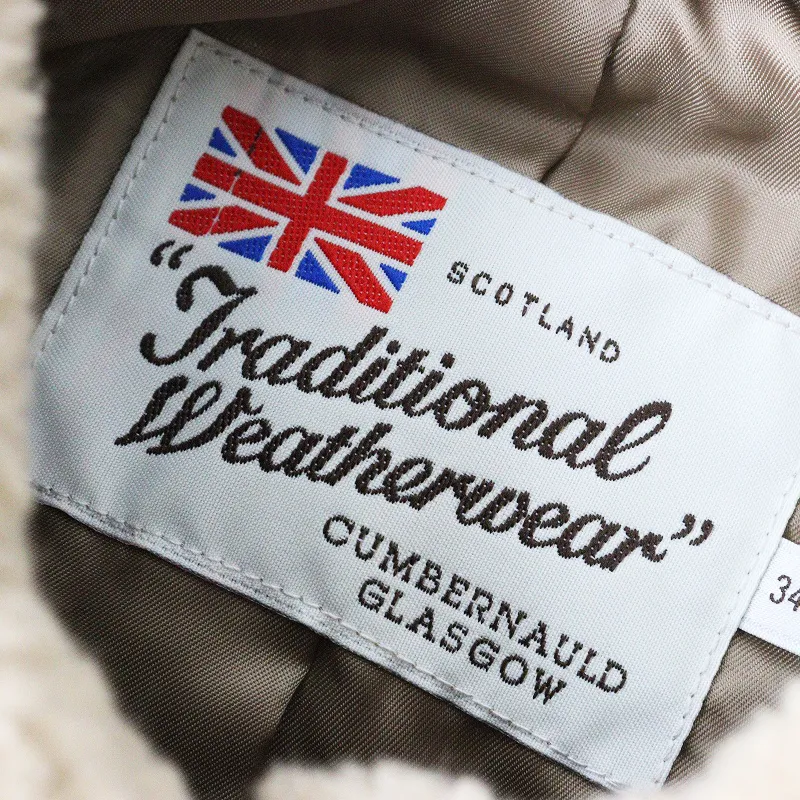 SCOTLAND
“Traditional
Weatherwear”
CUMBERNAULD
GLASGOW
34